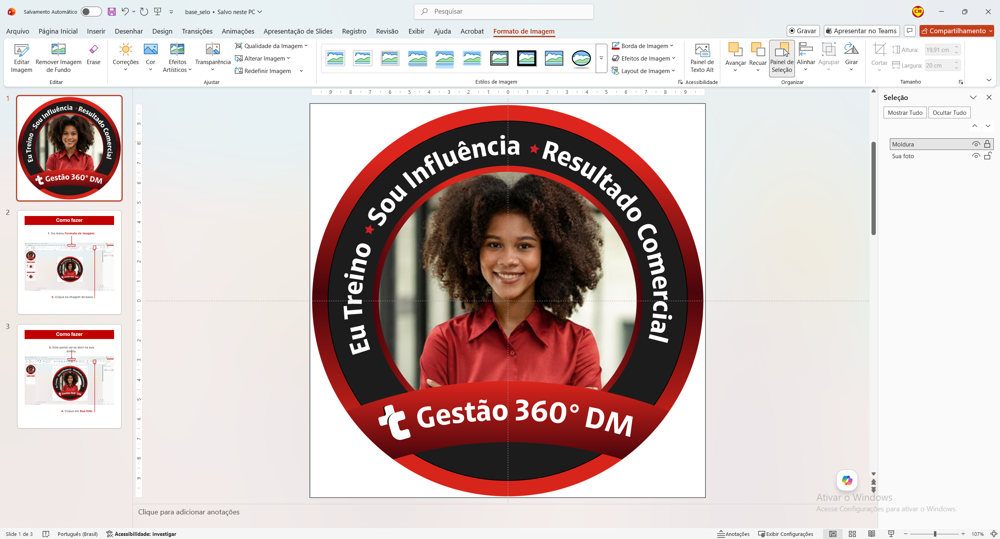 Salvamento Automático
base_selo • Salvo neste PC
Pesquisar
CH
Arquivo Página Inicial Inserir Desenhar Design Transições Animações Apresentação de Slides Registro Revisão Exibir Ajuda Acrobat Formato de Imagem
Gravar Apresentar no Teams Compartilhamento
Editar Imagem
Remover Imagem de Fundo
Erase
Editar
Correções
Cor
Efeitos Artísticos
Transparência
Qualidade da Imagem
Alterar Imagem
Redefinir Imagem
Ajustar
Estilos de Imagem
Borda de Imagem
Efeitos de Imagem
Layout de Imagem
Painel de Texto Alt
Acessibilidade
Avançar
Recuar
Painel de Seleção
Alinhar
Agrupar
Girar
Organizar
Cortar
Altura: 19,91 cm
Largura: 20 cm
Tamanho
1
Eu Treino Sou Influência Resultado Comercial
t Gestão 360° DM
2
Como fazer
1. No menu Formato de Imagem.
2. Clique na imagem de baixo
3
Como fazer
3. Este painel vai se abrir na sua
direita.
4. Clique em Sua foto.
9 8 7 6 5 4 3 2 1 0 1 2 3 4 5 6 7 8 9
9 8 7 6 5 4 3 2 1 0 1 2 3 4 5 6 7 8 9
Eu Treino ★ Sou Influência ★ Resultado Comercial
t Gestão 360° DM
Seleção
Mostrar Tudo Ocultar Tudo
Moldura
Sua foto
Clique para adicionar anotações
Ativar o Windows
Acesse Configurações para ativar o Windows.
Slide 1 de 3 Português (Brasil) Acessibilidade: investigar
Anotações Exibir Configurações 107%